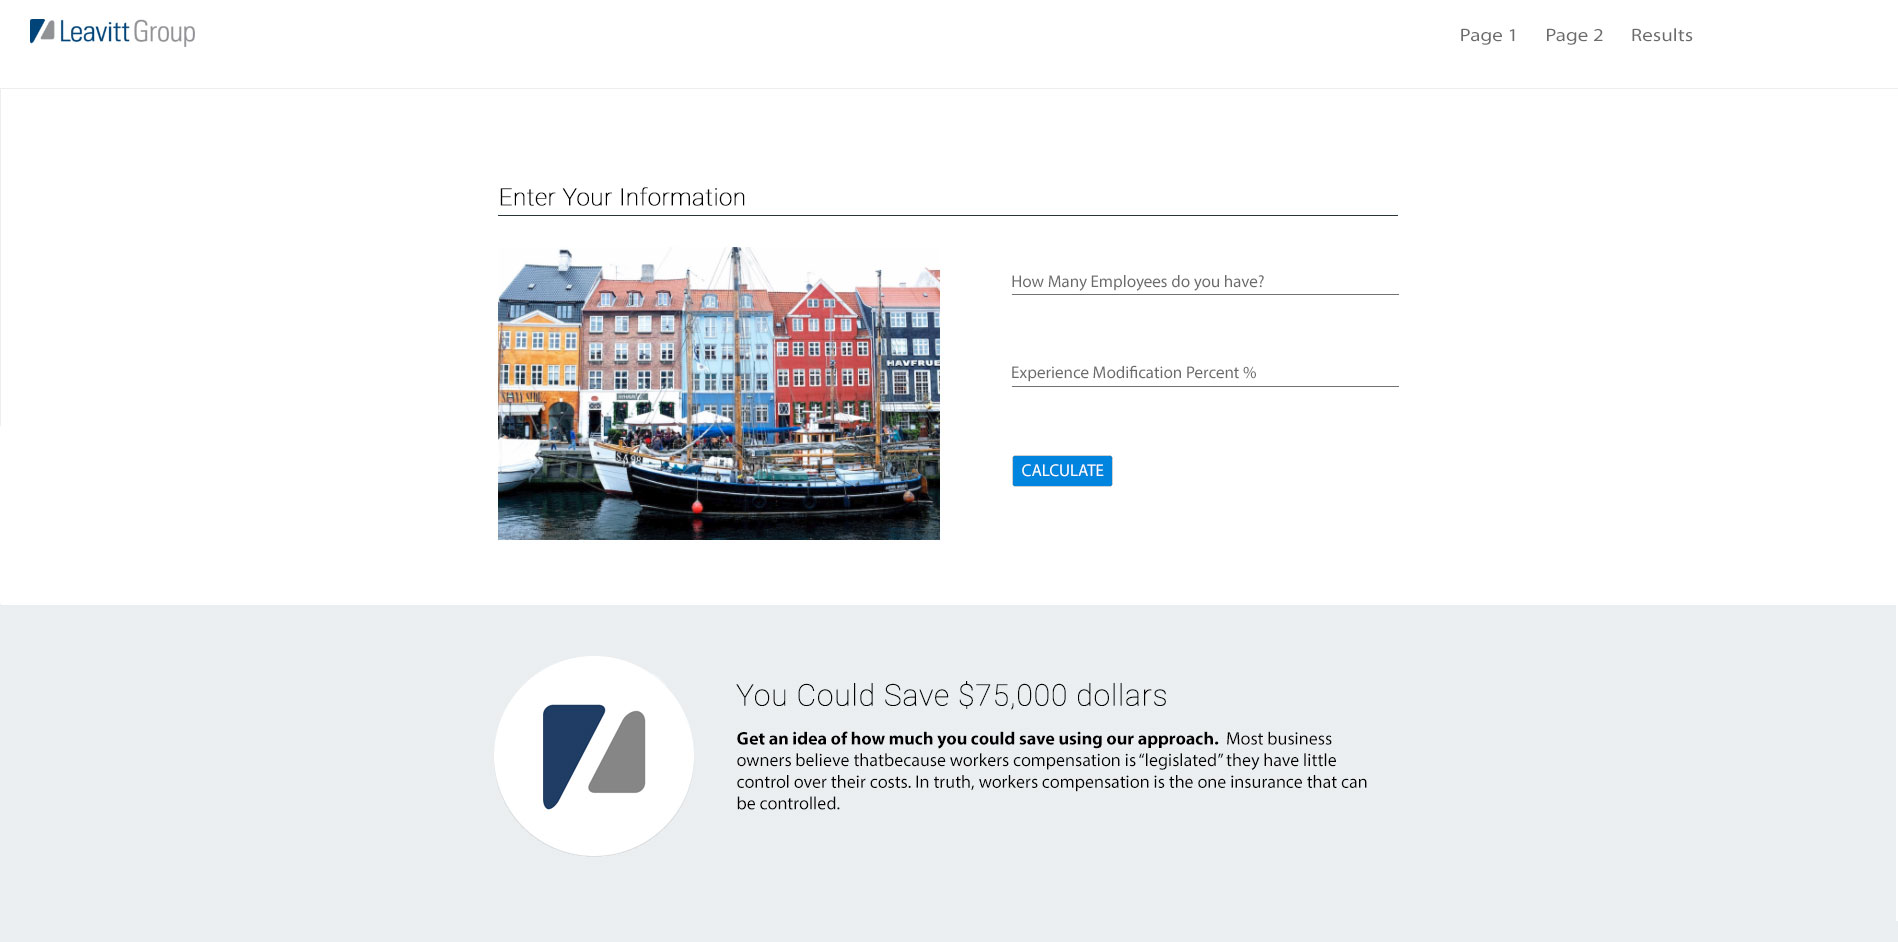 Leavitt Group
Page 1 Page 2 Results
Enter Your Information
HAVFRUE
SA 98
How Many Employees do you have?
Experience Modification Percent %
CALCULATE
You Could Save $75,000 dollars
Get an idea of how much you could save using our approach. Most business
owners believe thatbecause workers compensation is “legislated” they have little
control over their costs. In truth, workers compensation is the one insurance that can
be controlled.